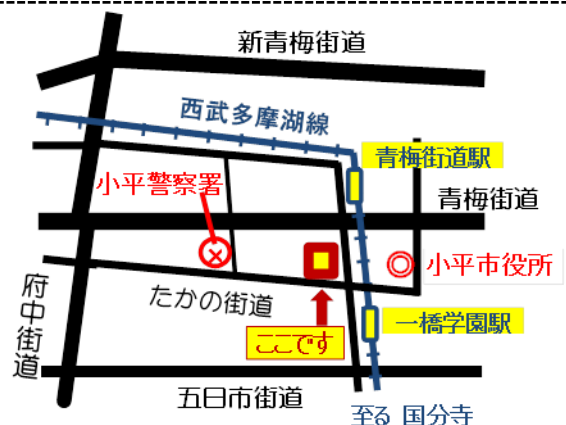 新青梅街道
西武多摩湖線
青梅街道駅
小平警察署
青梅街道
小平市役所
たかの街道
府中街道
一橋学園駅
ここです
五日市街道
至る 国分寺